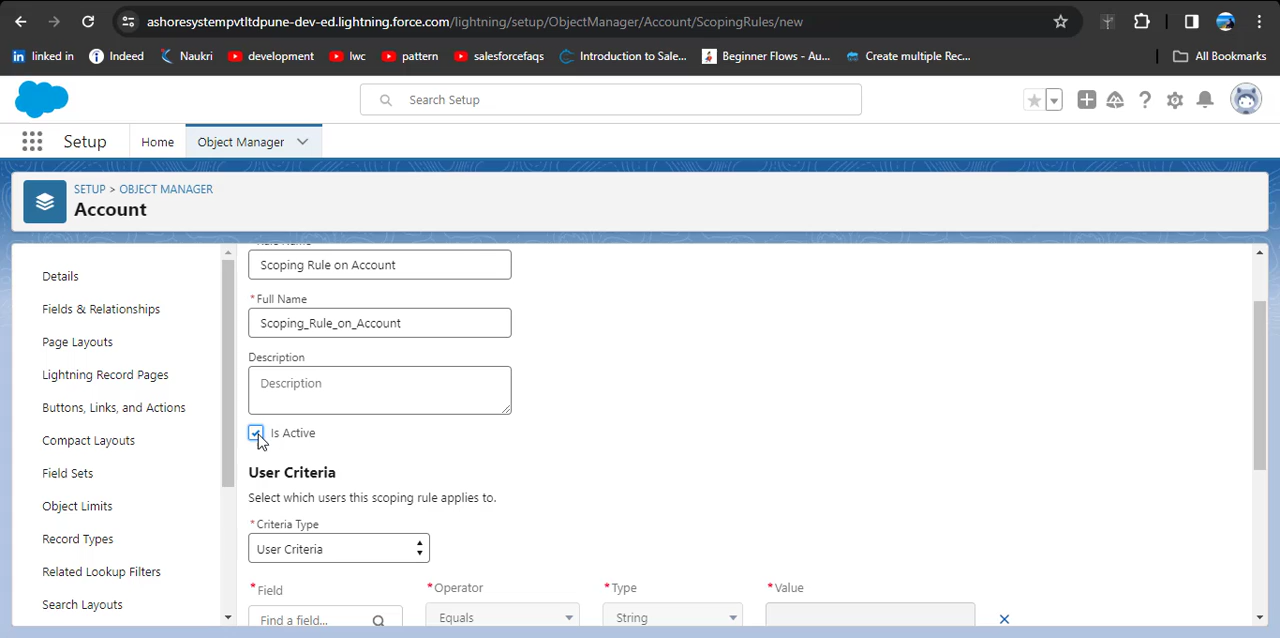 ashoresystempvtltdpune-dev-ed.lightning.force.com/lightning/setup/ObjectManager/Account/ScopingRules/new
linked in Indeed Naukri development lwc pattern salesforcefaqs Introduction to Sale... Beginner Flows - Au... Create multiple Rec... All Bookmarks
Search Setup
Setup Home Object Manager
SETUP > OBJECT MANAGER
Account
Details
Fields & Relationships
Page Layouts
Lightning Record Pages
Buttons, Links, and Actions
Compact Layouts
Field Sets
Object Limits
Record Types
Related Lookup Filters
Search Layouts
Scoping Rule on Account
*Full Name
Scoping_Rule_on_Account
Description
Description
Is Active
User Criteria
Select which users this scoping rule applies to.
*Criteria Type
User Criteria
*Field *Operator *Type *Value
Find a field... Equals String